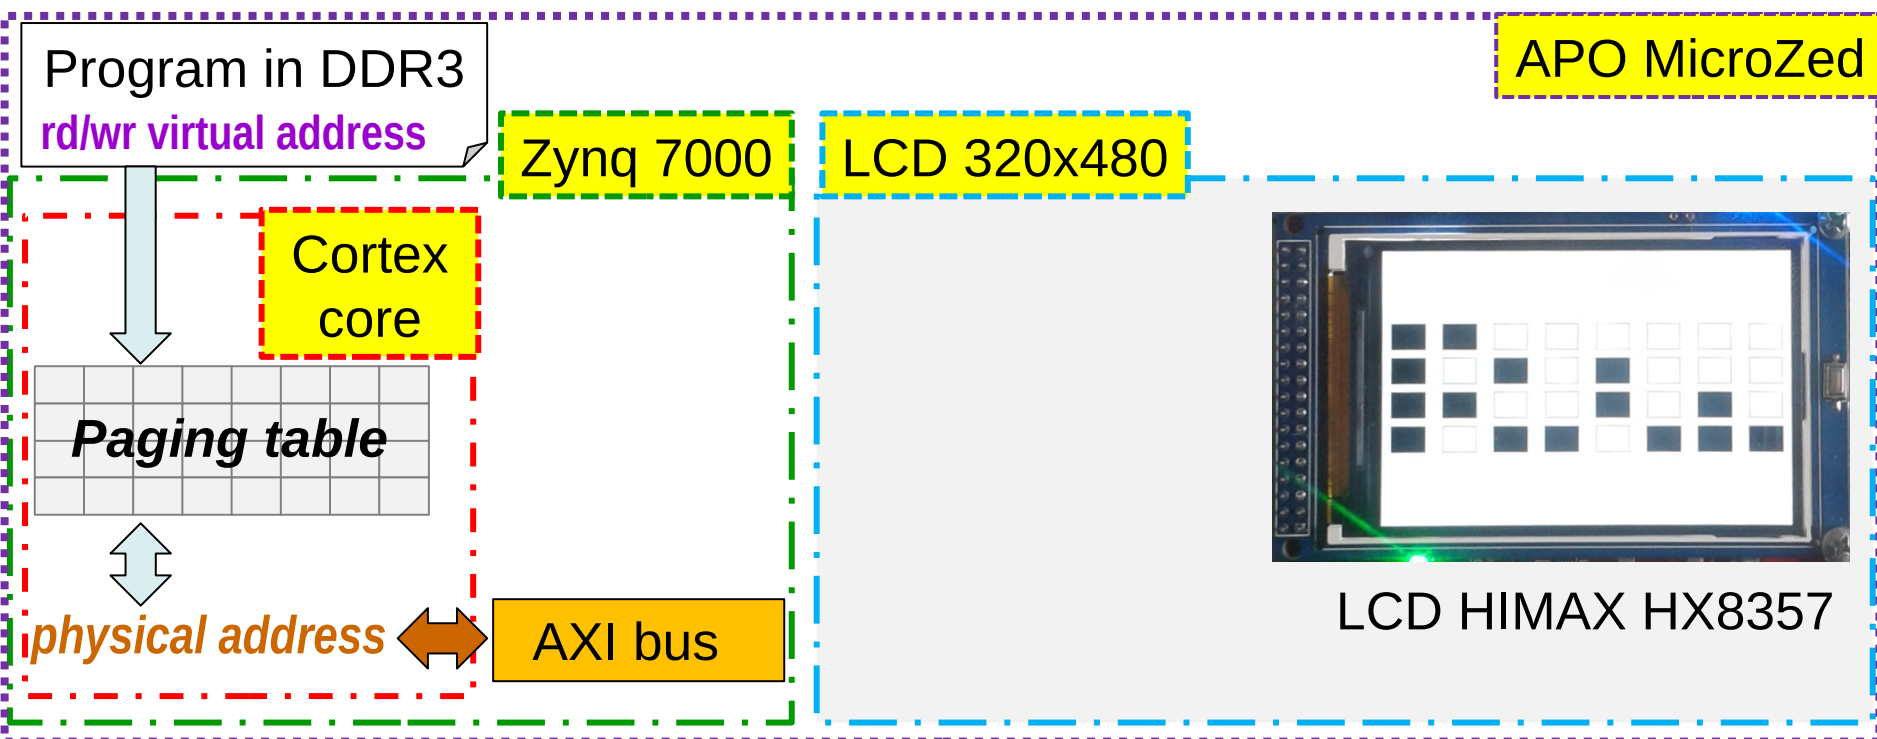 Program in DDR3
rd/wr virtual address
APO MicroZed
Zynq 7000
LCD 320x480
Cortex
core
Paging table
physical address
AXI bus
LCD HIMAX HX8357